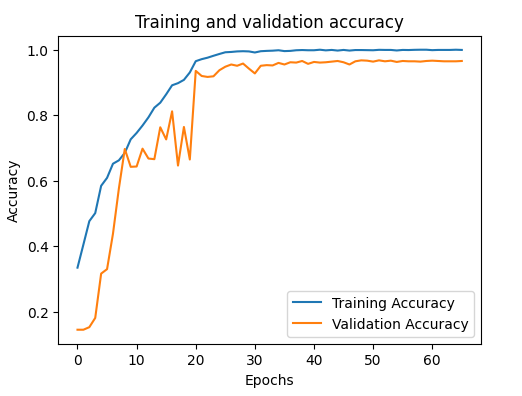 Training and validation accuracy
1.0
0.8
0.6
0.4
0.2
Accuracy
0 10 20 30 40 50 60
Epochs
Training Accuracy
Validation Accuracy